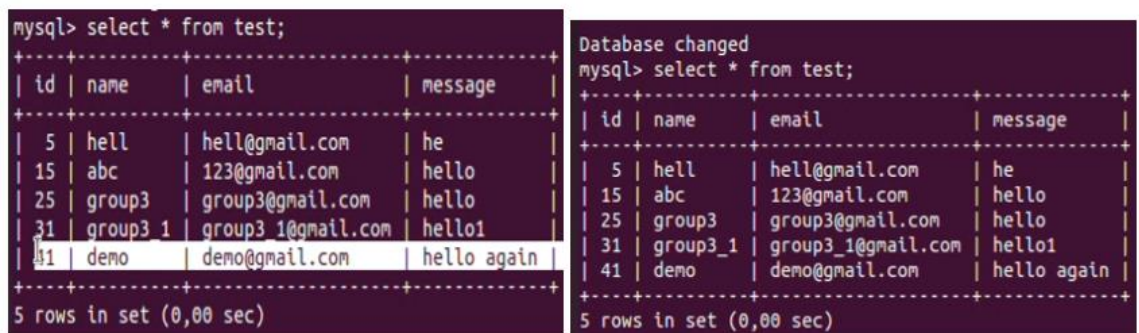 mysql> select * from test;
+----+----------+---------------------+-------------+
| id | name | email | message |
+----+----------+---------------------+-------------+
| 5 | hell | hell@gmail.com | he |
| 15 | abc | 123@gmail.com | hello |
| 25 | group3 | group3@gmail.com | hello |
| 31 | group3_1 | group3_1@gmail.com | hello1 |
| 41 | demo | demo@gmail.com | hello again |
+----+----------+---------------------+-------------+
5 rows in set (0,00 sec)
Database changed
mysql> select * from test;
+----+----------+---------------------+-------------+
| id | name | email | message |
+----+----------+---------------------+-------------+
| 5 | hell | hell@gmail.com | he |
| 15 | abc | 123@gmail.com | hello |
| 25 | group3 | group3@gmail.com | hello |
| 31 | group3_1 | group3_1@gmail.com | hello1 |
| 41 | demo | demo@gmail.com | hello again |
+----+----------+---------------------+-------------+
5 rows in set (0,00 sec)